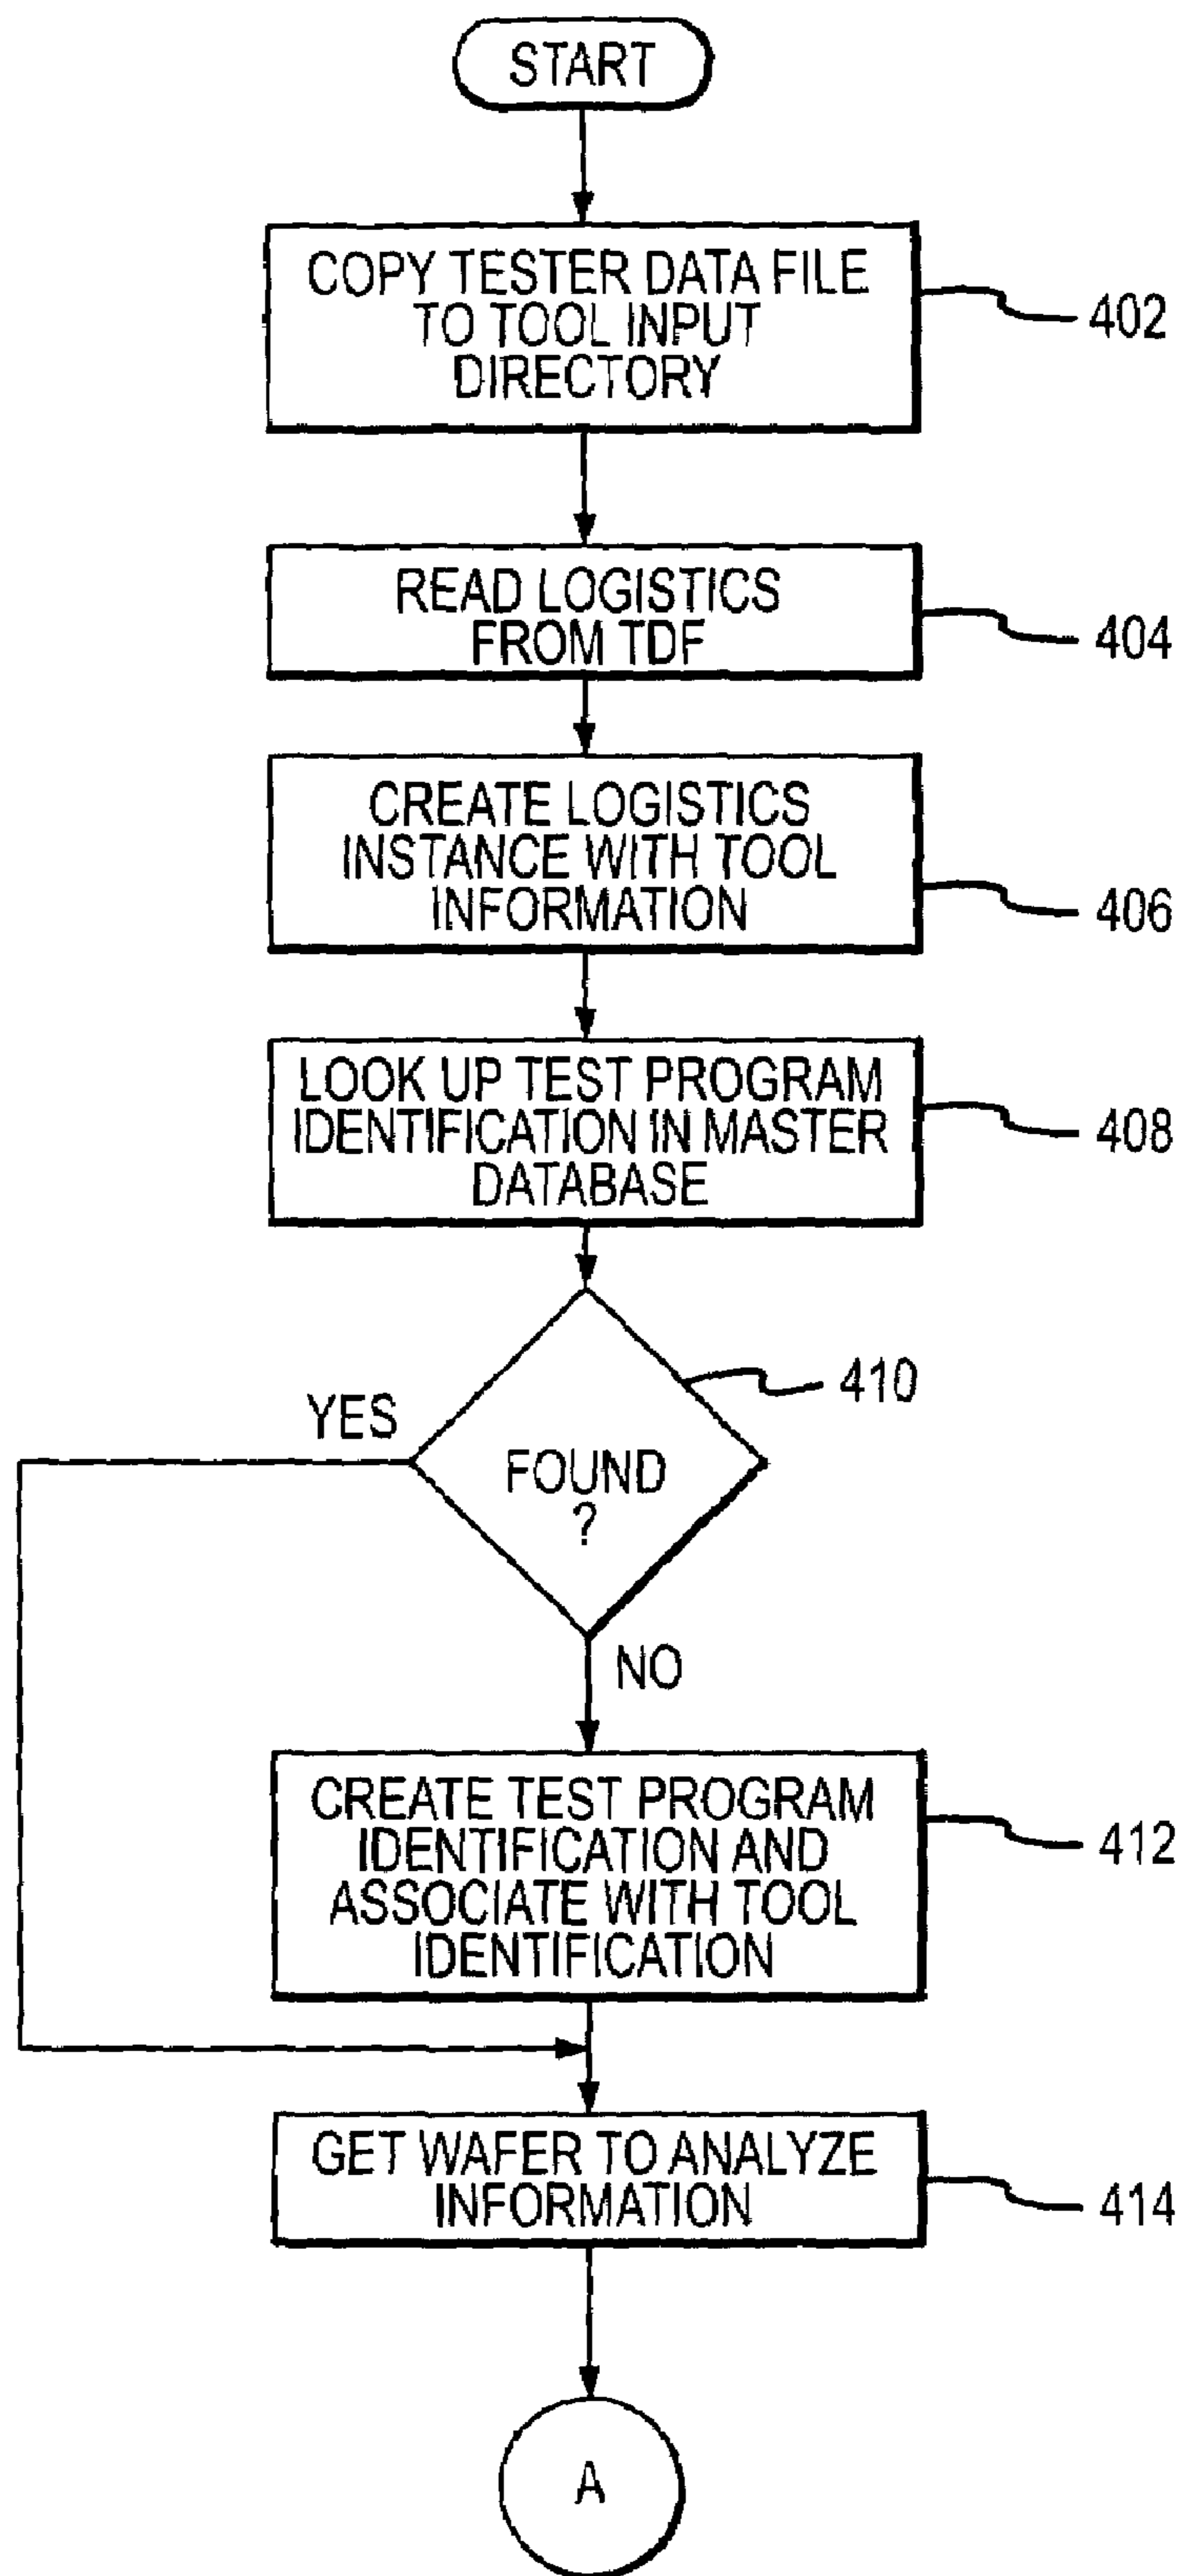 START
COPY TESTER DATA FILE
TO TOOL INPUT
DIRECTORY
402
READ LOGISTICS
FROM TDF
404
CREATE LOGISTICS
INSTANCE WITH TOOL
INFORMATION
406
LOOK UP TEST PROGRAM
IDENTIFICATION IN MASTER
DATABASE
408
410
YES
FOUND
?
NO
CREATE TEST PROGRAM
IDENTIFICATION AND
ASSOCIATE WITH TOOL
IDENTIFICATION
412
GET WAFER TO ANALYZE
INFORMATION
414
A